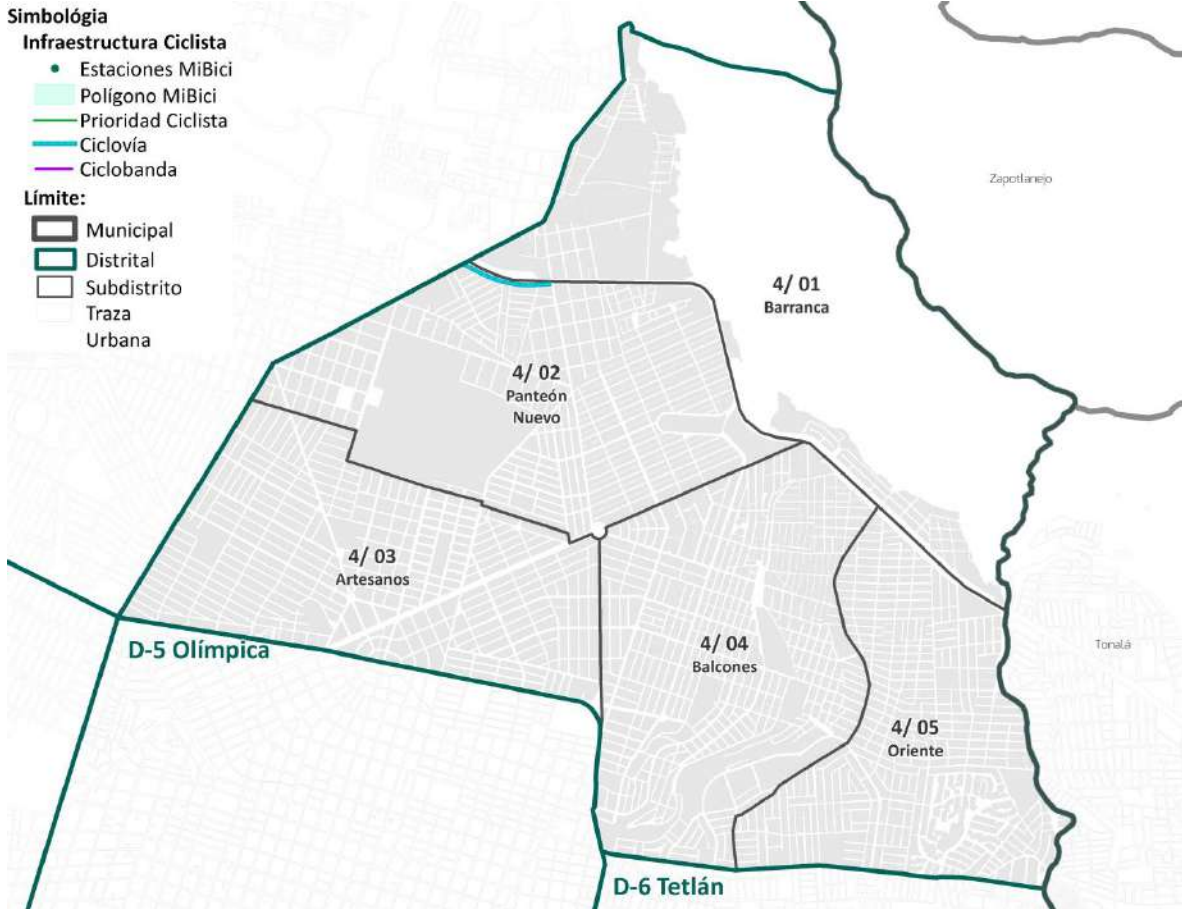 Simbológia
Infraestructura Ciclista
Estaciones MiBici
Polígono MiBici
Prioridad Ciclista
Ciclovía
Ciclobanda
Límite:
Municipal
Distrital
Subdistrito
Traza
Urbana
Zapotlanejo
4/ 01
Barranca
4/ 02
Panteón
Nuevo
4/ 03
Artesanos
D-5 Olímpica
4/ 04
Balcones
Tonalá
4/ 05
Oriente
D-6 Tetlán